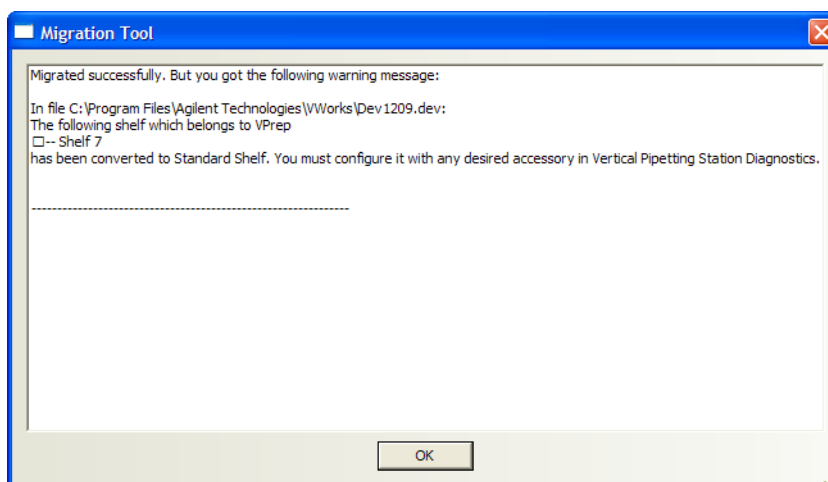 Migration Tool
Migrated successfully. But you got the following warning message:
In file C:\Program Files\Agilent Technologies\VWorks\Dev1209.dev:
The following shelf which belongs to VPrep
□-- Shelf 7
has been converted to Standard Shelf. You must configure it with any desired accessory in Vertical Pipetting Station Diagnostics.
----------------------------------------------------------------
OK